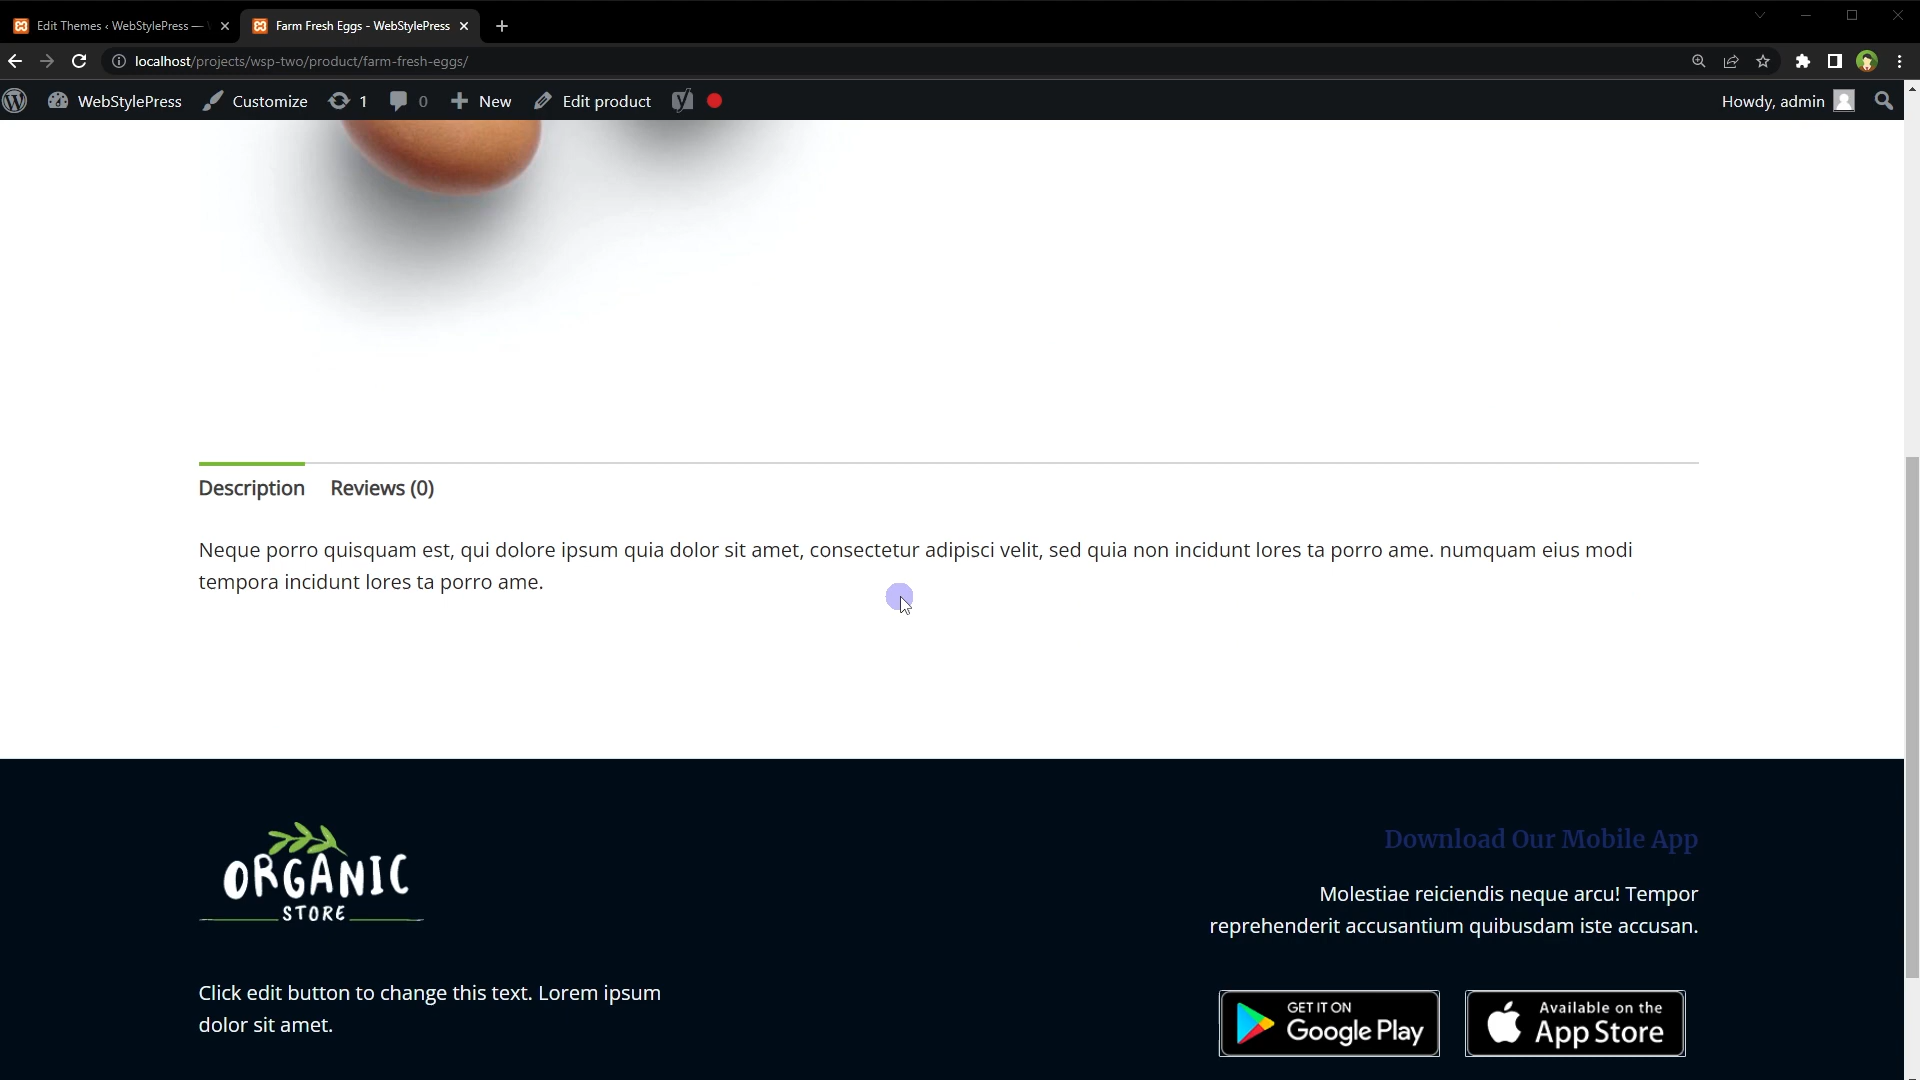 Edit Themes ‹ WebStylePress —
Farm Fresh Eggs - WebStylePress
localhost/projects/wsp-two/product/farm-fresh-eggs/
WebStylePress
Customize
1
0
New
Edit product
Howdy, admin
Description
Reviews (0)
Neque porro quisquam est, qui dolore ipsum quia dolor sit amet, consectetur adipisci velit, sed quia non incidunt lores ta porro ame. numquam eius modi
tempora incidunt lores ta porro ame.
ORGANIC
STORE
Click edit button to change this text. Lorem ipsum
dolor sit amet.
Download Our Mobile App
Molestiae reiciendis neque arcu! Tempor
reprehenderit accusantium quibusdam iste accusan.
GET IT ON
Google Play
Available on the
App Store